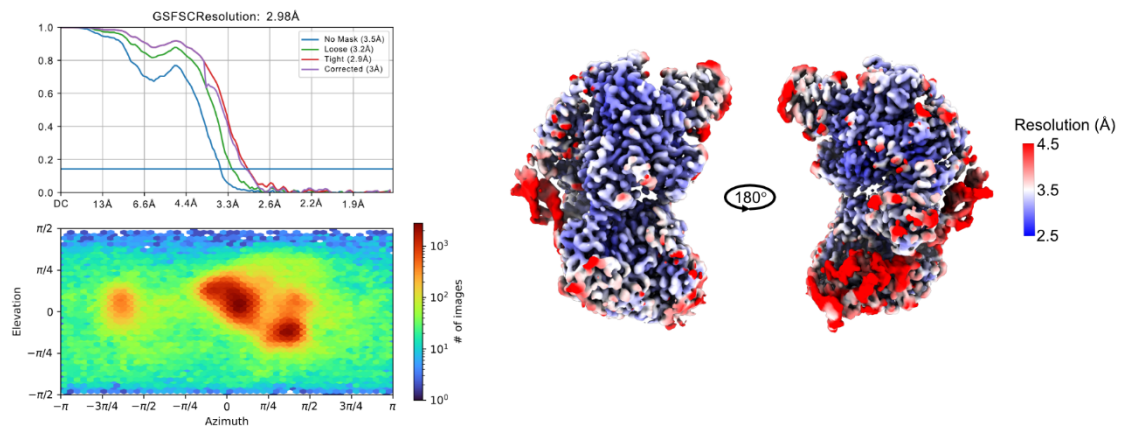 GSFSCResolution: 2.98Å
1.0
0.8
0.6
0.4
0.2
0.0
No Mask (3.5Å)
Loose (3.2Å)
Tight (2.9Å)
Corrected (3Å)
DC 13Å 6.6Å 4.4Å 3.3Å 2.6Å 2.2Å 1.9Å
π/2
π/4
0
−π/4
−π/2
Elevation
−π −3π/4 −π/2 −π/4 0 π/4 π/2 3π/4 π
Azimuth
10³
10²
10¹
10⁰
# of images
180º
Resolution (Å)
4.5
3.5
2.5